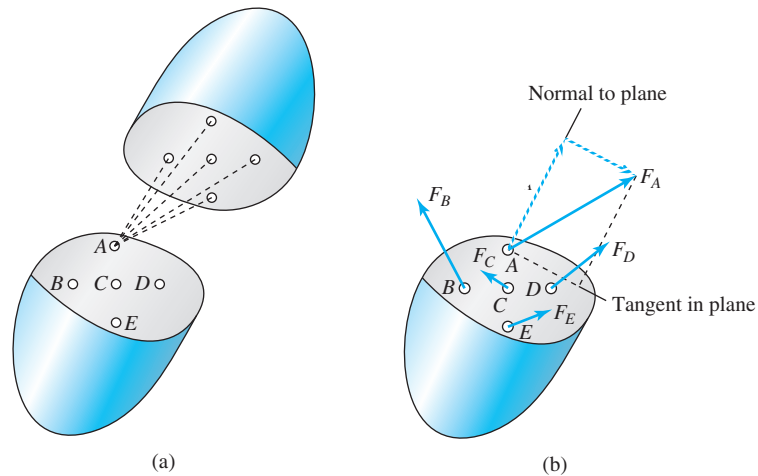 A
B
C
D
E
(a)
Normal to plane
F_A
F_B
F_D
F_C
A
B
C
D
F_E
E
Tangent in plane
(b)